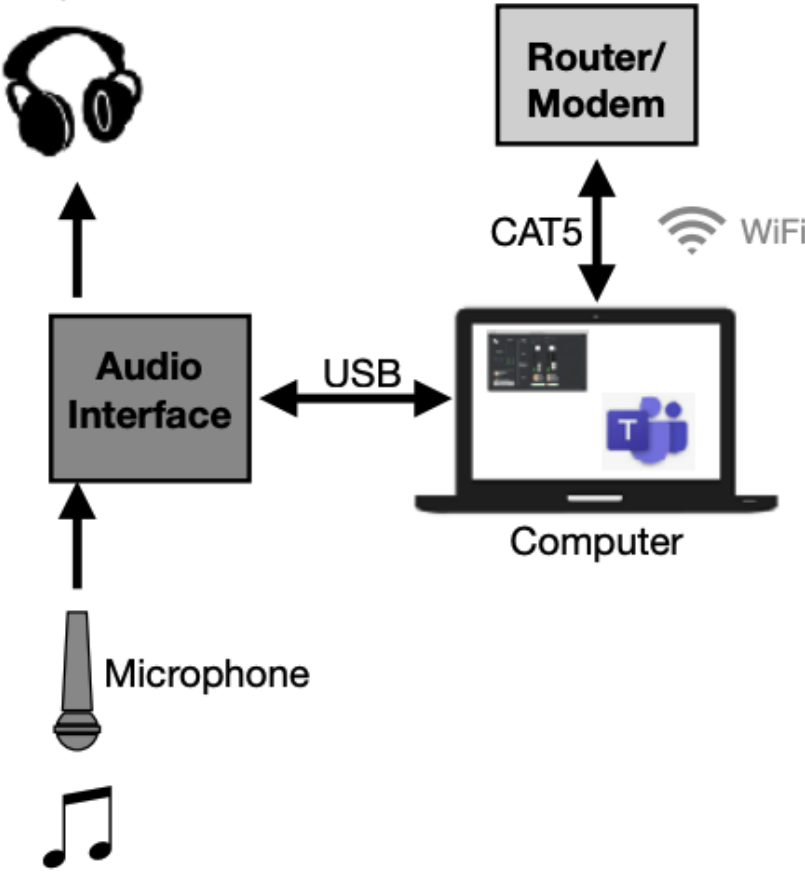 Router/
Modem
CAT5
WiFi
Audio
Interface
USB
T
Computer
Microphone